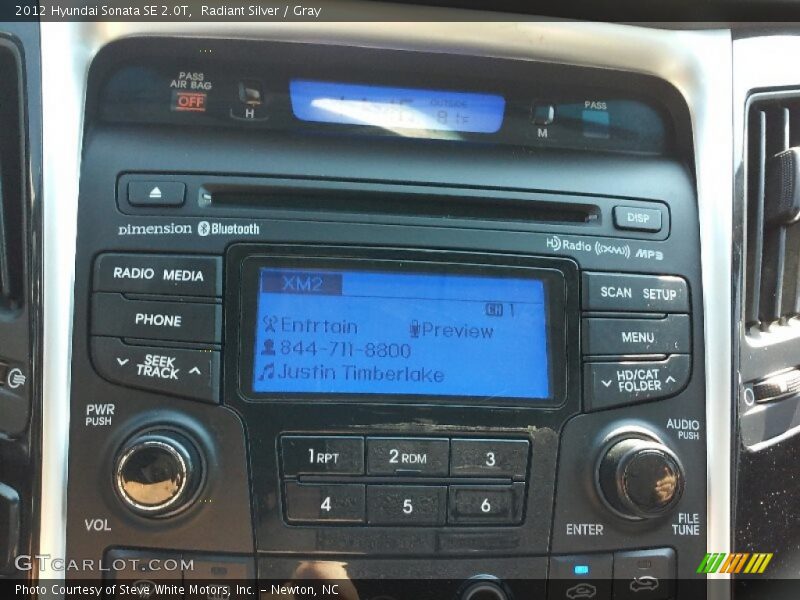 2012 Hyundai Sonata SE 2.0T, Radiant Silver / Gray
PASS
AIR BAG
OFF
H
OUTSIDE
81°F
M
PASS
DISP
dimension Bluetooth
HD Radio ((XM)) MP3
RADIO MEDIA
XM2
SCAN SETUP
CH 1
PHONE
Entrtain Preview
MENU
844-711-8800
SEEK
TRACK
Justin Timberlake
HD/CAT
FOLDER
PWR
PUSH
AUDIO
PUSH
1 RPT 2 RDM 3
4 5 6
VOL
ENTER
FILE
TUNE
GTCARLOT.COM
Photo Courtesy of Steve White Motors, Inc. - Newton, NC